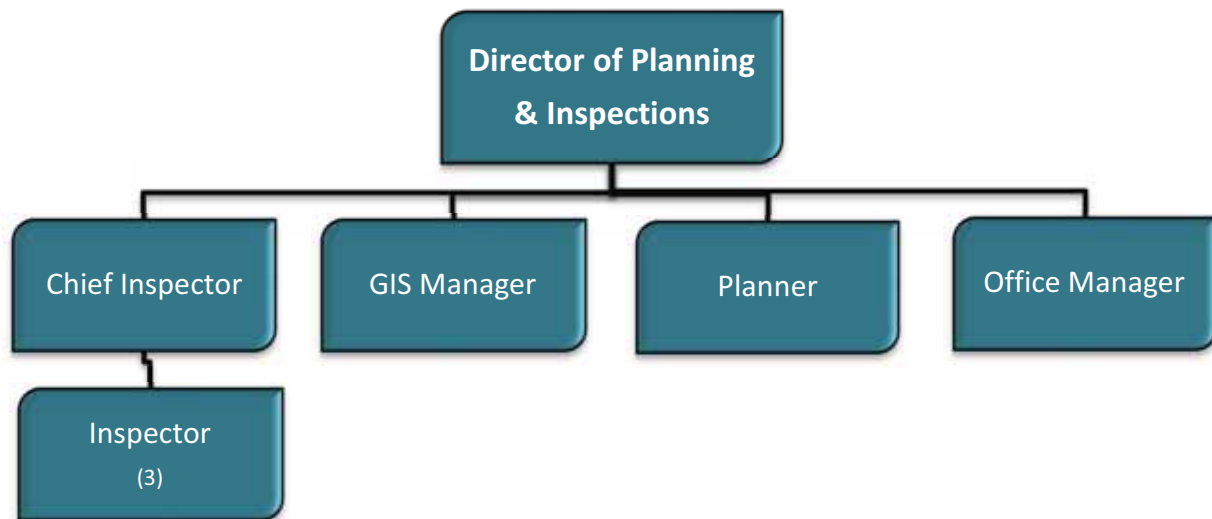 Director of Planning
& Inspections
Chief Inspector
GIS Manager
Planner
Office Manager
Inspector
(3)